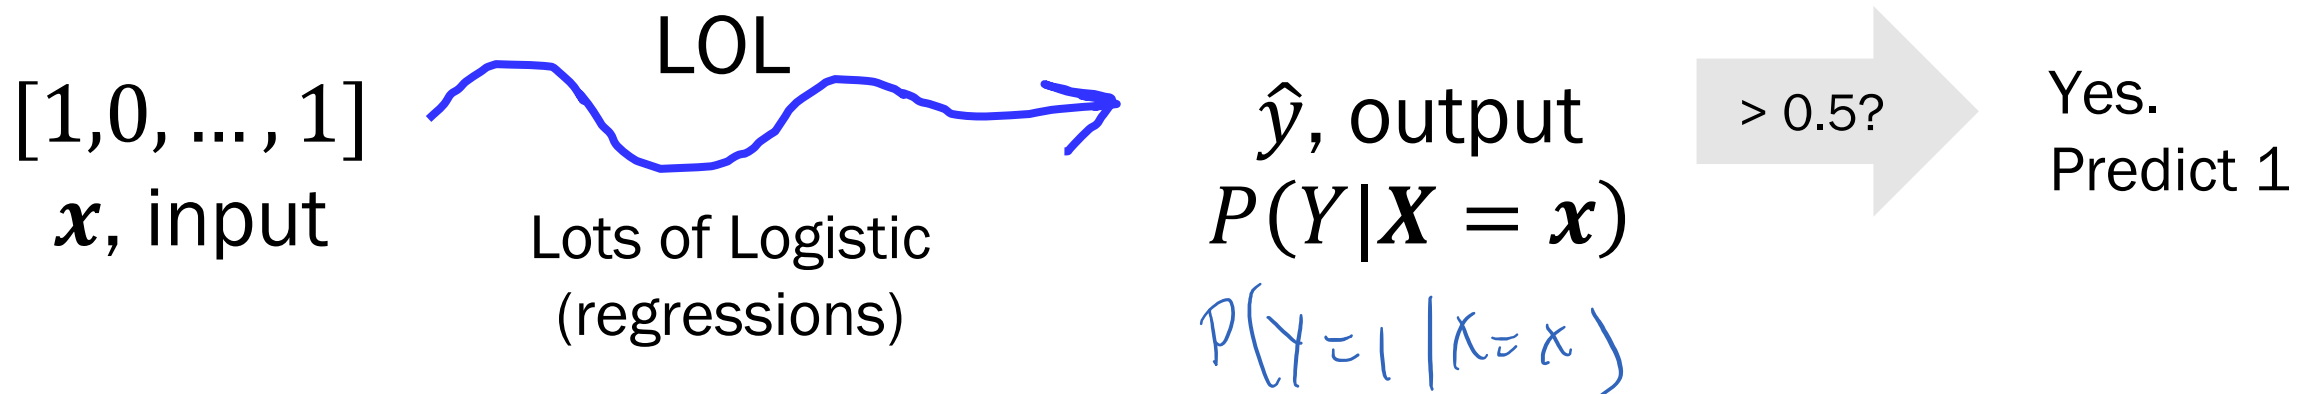 [1,0, … , 1]
𝒙, input
LOL
Lots of Logistic
(regressions)
ŷ, output
P(Y|𝑿 = 𝒙)
P(Y=1|X=x)
> 0.5?
Yes.
Predict 1